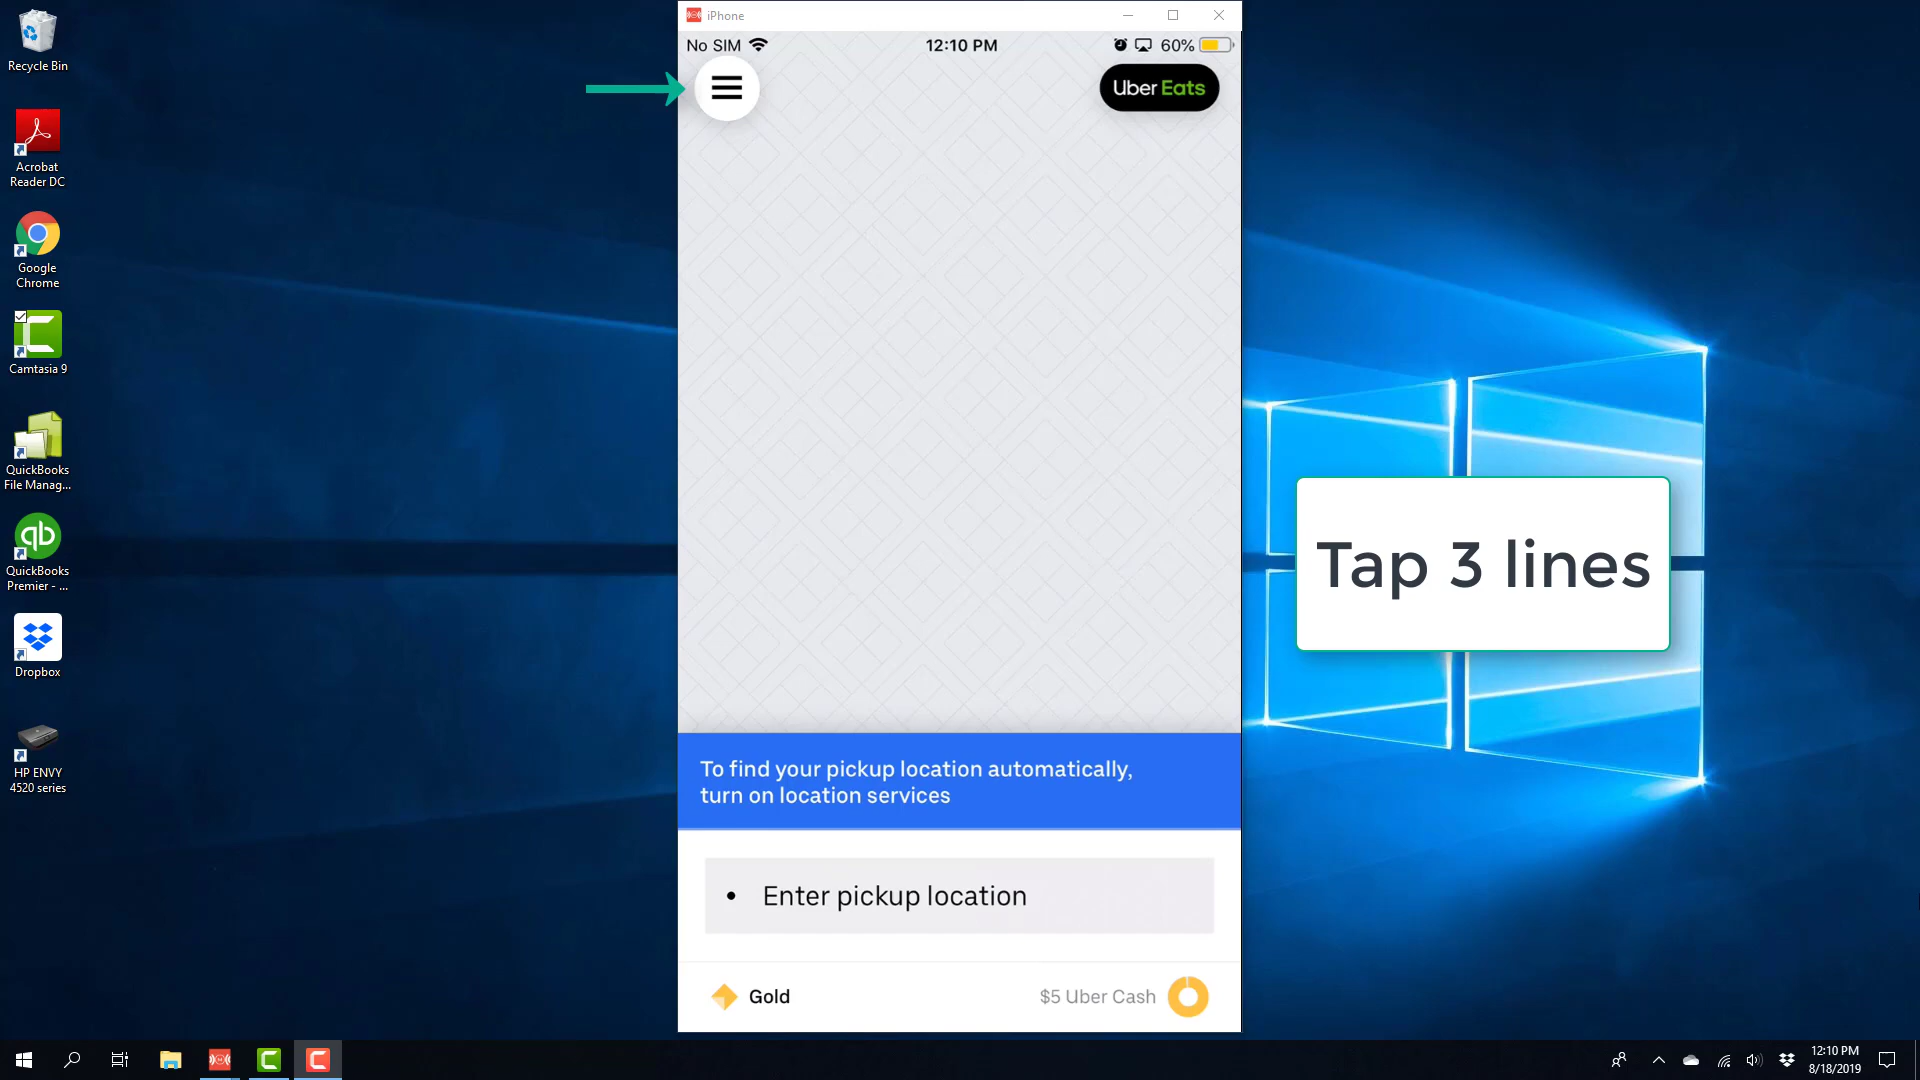 Recycle Bin
Acrobat
Reader DC
Google
Chrome
Camtasia 9
QuickBooks
File Manag...
QuickBooks
Premier - ...
Dropbox
HP ENVY
4520 series
iPhone
No SIM
12:10 PM
60%
Uber Eats
Tap 3 lines
To find your pickup location automatically,
turn on location services
Enter pickup location
Gold
$5 Uber Cash
12:10 PM
8/18/2019